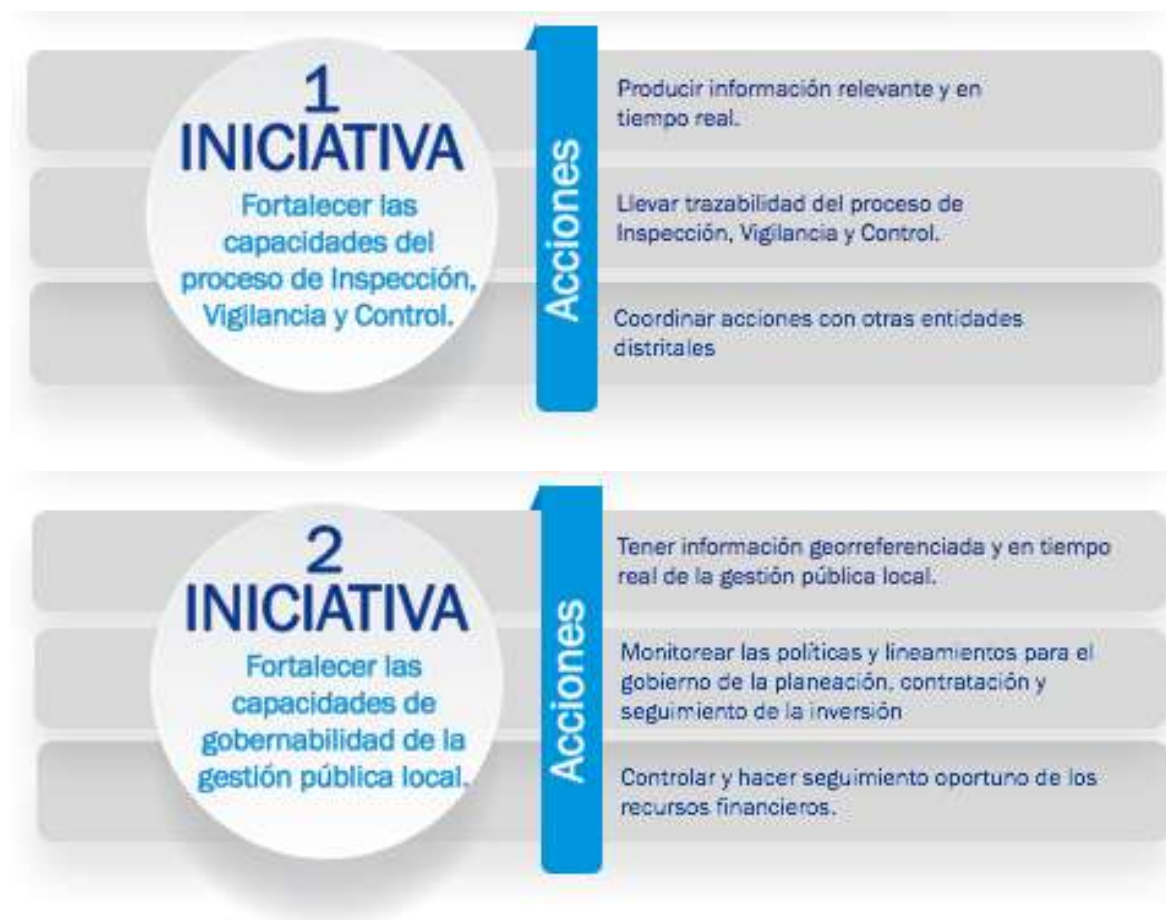 1
INICIATIVA
Fortalecer las
capacidades del
proceso de Inspección,
Vigilancia y Control.
Acciones
Producir información relevante y en
tiempo real.
Llevar trazabilidad del proceso de
Inspección, Vigilancia y Control.
Coordinar acciones con otras entidades
distritales
2
INICIATIVA
Fortalecer las
capacidades de
gobernabilidad de la
gestión pública local.
Acciones
Tener información georreferenciada y en tiempo
real de la gestión pública local.
Monitorear las políticas y lineamientos para el
gobierno de la planeación, contratación y
seguimiento de la inversión
Controlar y hacer seguimiento oportuno de los
recursos financieros.